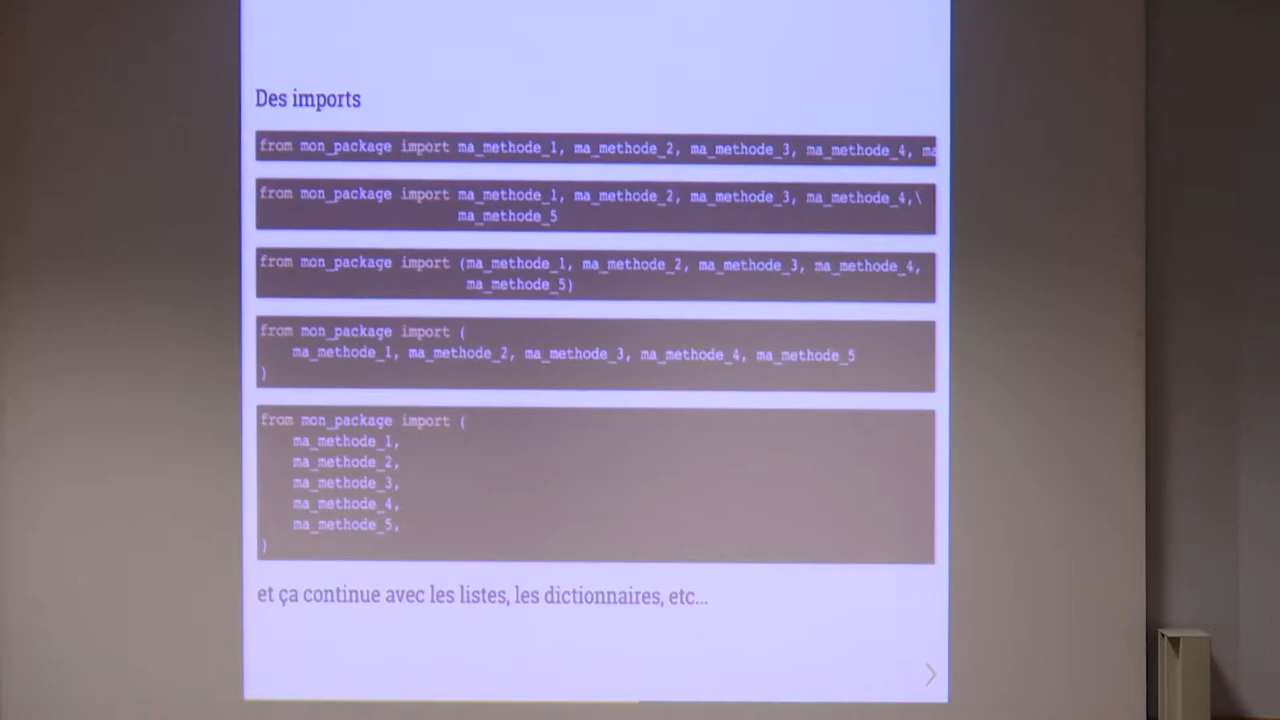 Des imports
from mon_package import ma_methode_1, ma_methode_2, ma_methode_3, ma_methode_4, ma
from mon_package import ma_methode_1, ma_methode_2, ma_methode_3, ma_methode_4,\
ma_methode_5
from mon_package import (ma_methode_1, ma_methode_2, ma_methode_3, ma_methode_4,
ma_methode_5)
from mon_package import (
ma_methode_1, ma_methode_2, ma_methode_3, ma_methode_4, ma_methode_5
)
from mon_package import (
ma_methode_1,
ma_methode_2,
ma_methode_3,
ma_methode_4,
ma_methode_5,
)
et ça continue avec les listes, les dictionnaires, etc...